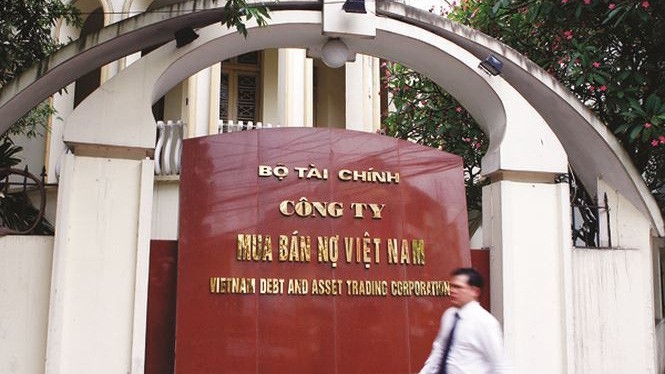 BỘ TÀI CHÍNH
CÔNG TY
MUA BÁN NỢ VIỆT NAM
VIETNAM DEBT AND ASSET TRADING CORPORATION